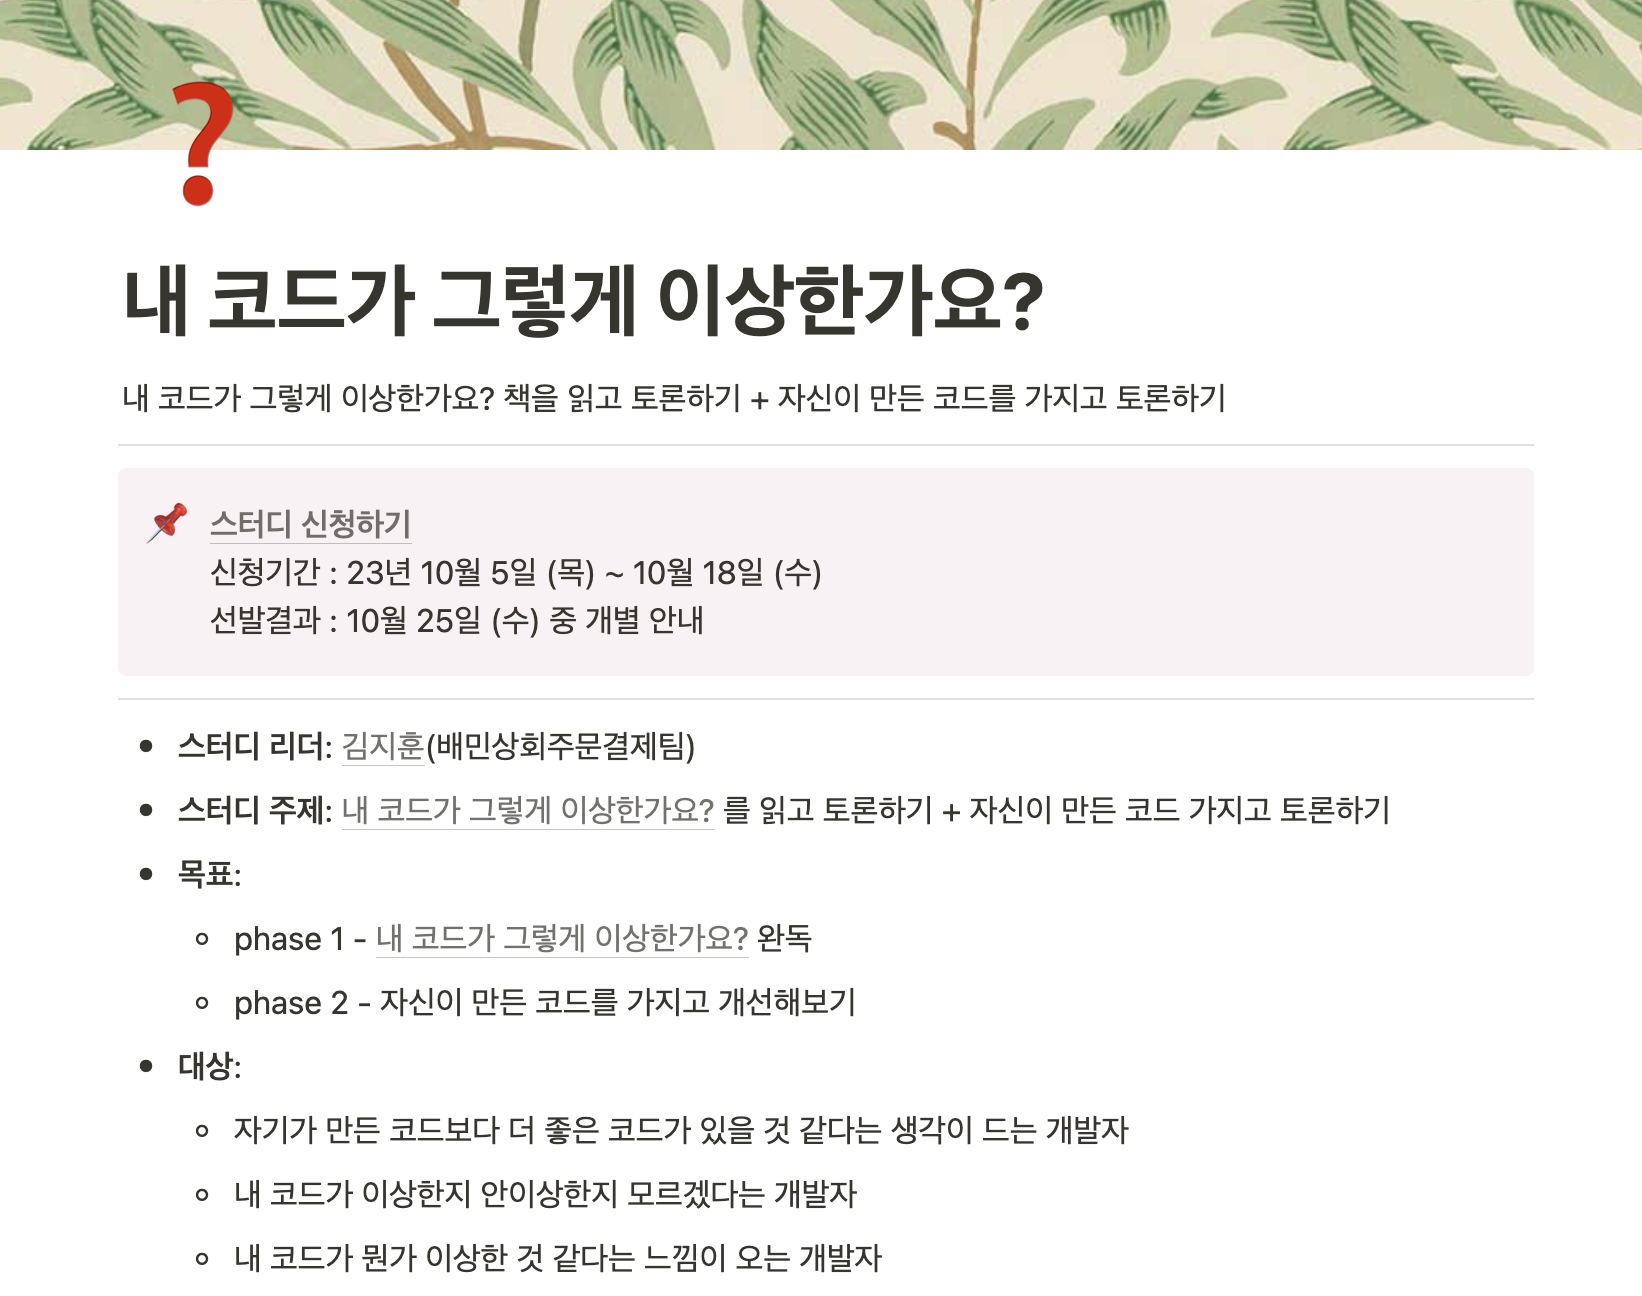 내 코드가 그렇게 이상한가요?
내 코드가 그렇게 이상한가요? 책을 읽고 토론하기 + 자신이 만든 코드를 가지고 토론하기
스터디 신청하기
신청기간 : 23년 10월 5일 (목) ~ 10월 18일 (수)
선발결과 : 10월 25일 (수) 중 개별 안내
스터디 리더: 김지훈(배민상회주문결제팀)
스터디 주제: 내 코드가 그렇게 이상한가요? 를 읽고 토론하기 + 자신이 만든 코드 가지고 토론하기
목표:
phase 1 - 내 코드가 그렇게 이상한가요? 완독
phase 2 - 자신이 만든 코드를 가지고 개선해보기
대상:
자기가 만든 코드보다 더 좋은 코드가 있을 것 같다는 생각이 드는 개발자
내 코드가 이상한지 안이상한지 모르겠다는 개발자
내 코드가 뭔가 이상한 것 같다는 느낌이 오는 개발자